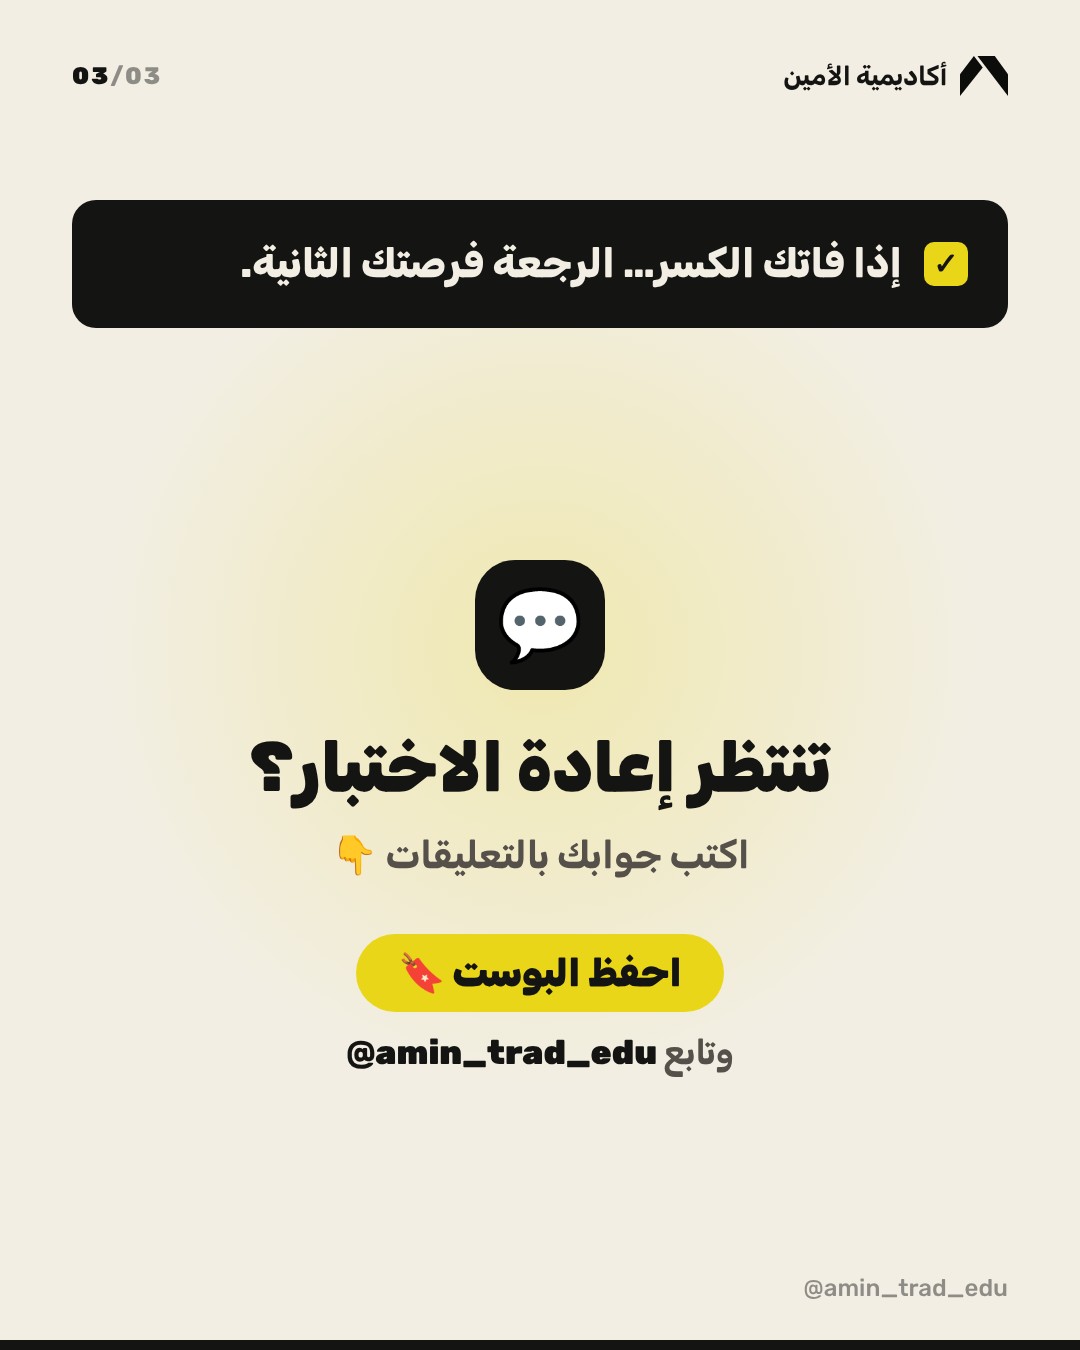 أكاديمية الأمين
03/03
✓ إذا فاتك الكسر... الرجعة فرصتك الثانية.
تنتظر إعادة الاختبار؟
اكتب جوابك بالتعليقات 👇
احفظ البوست 🔖
وتابع @amin_trad_edu
@amin_trad_edu